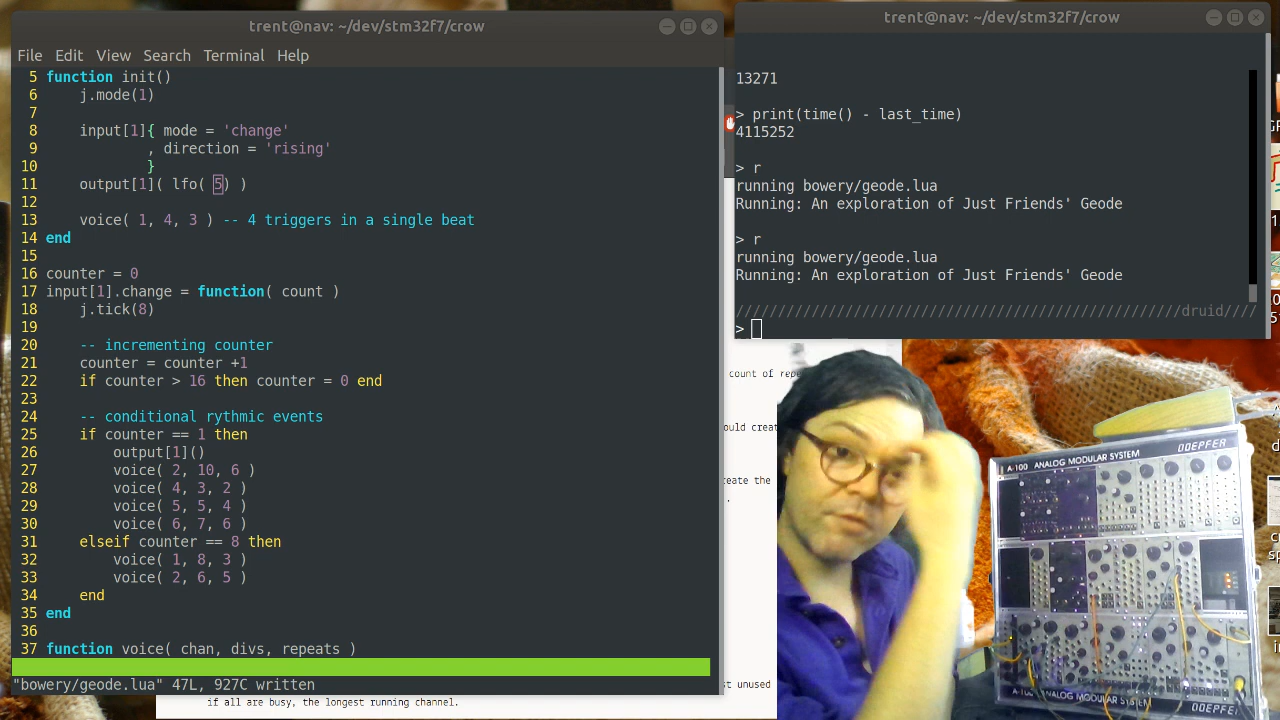 trent@nav: ~/dev/stm32f7/crow
File Edit View Search Terminal Help
5 function init()
6 j.mode(1)
7
8 input[1]{ mode = 'change'
9 , direction = 'rising'
10 }
11 output[1]( lfo( 5) )
12
13 voice( 1, 4, 3 ) -- 4 triggers in a single beat
14 end
15
16 counter = 0
17 input[1].change = function( count )
18 j.tick(8)
19
20 -- incrementing counter
21 counter = counter +1
22 if counter > 16 then counter = 0 end
23
24 -- conditional rythmic events
25 if counter == 1 then
26 output[1]()
27 voice( 2, 10, 6 )
28 voice( 4, 3, 2 )
29 voice( 5, 5, 4 )
30 voice( 6, 7, 6 )
31 elseif counter == 8 then
32 voice( 1, 8, 3 )
33 voice( 2, 6, 5 )
34 end
35 end
36
37 function voice( chan, divs, repeats )
"bowery/geode.lua" 47L, 927C written
trent@nav: ~/dev/stm32f7/crow
13271
> print(time() - last_time)
4115252
> r
running bowery/geode.lua
Running: An exploration of Just Friends' Geode
> r
running bowery/geode.lua
Running: An exploration of Just Friends' Geode
/////////////////////////////////////////////////////druid////
>
count of
the
unused
if all are busy, the longest running channel.
A-100 ANALOG MODULAR SYSTEM DOEPFER
A-100 ANALOG MODULAR SYSTEM DOEPFER